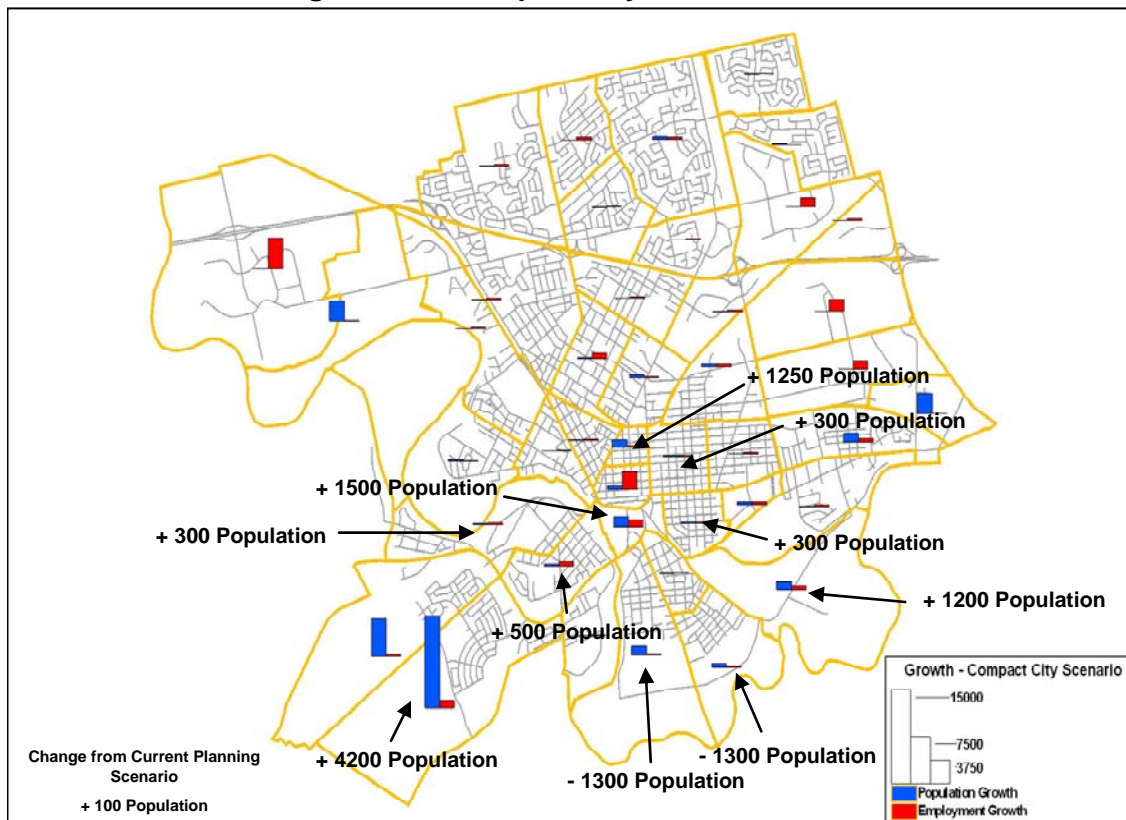 + 1250 Population
+ 300 Population
+ 1500 Population
+ 300 Population
+ 300 Population
+ 1200 Population
+ 500 Population
+ 4200 Population
- 1300 Population
- 1300 Population
Change from Current Planning
Scenario
+ 100 Population
Growth - Compact City Scenario
15000
7500
3750
Population Growth
Employment Growth